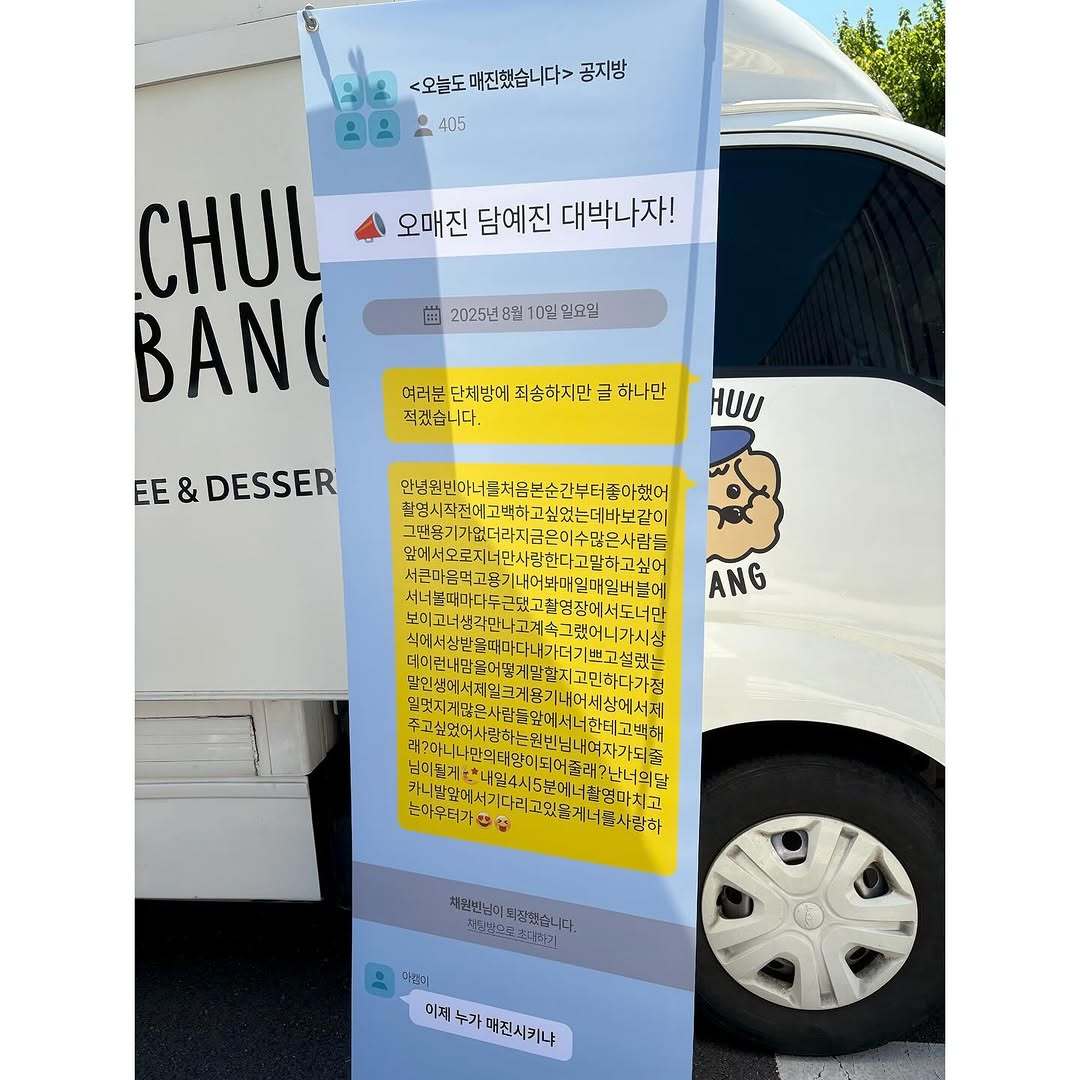 <오늘도 매진했습니다> 공지방
405
오매진 담예진 대박나자!
2025년 8월 10일 일요일
여러분 단체방에 죄송하지만 글 하나만
적겠습니다.
안녕원빈아너를처음본순간부터좋아했어
촬영시작전에고백하고싶었는데바보같이
그땐용기가없더라지금은이수많은사람들
앞에서오로지너만사랑한다고말하고싶어
서큰마음먹고용기내어봐매일매일버블에
서너볼때마다두근댔고촬영장에서도너만
보이고너생각만나고계속그랬어니가시상
식에서상받을때마다내가더기쁘고설렜는
데이런내맘을어떻게말할지고민하다가정
말인생에서제일크게용기내어세상에서제
일멋지게많은사람들앞에서너한테고백해
주고싶었어사랑하는원빈님내여자가되줄
래?아니나만의태양이되어줄래?난너의달
님이될게내일4시5분에너촬영마치고
카니발앞에서기다리고있을게너를사랑하
는아우터가
채원빈님이 퇴장했습니다.
채팅방으로 초대하기
아캠이
이제 누가 매진시키냐
CHUU
BANG
EE & DESSER
HUU
ANG